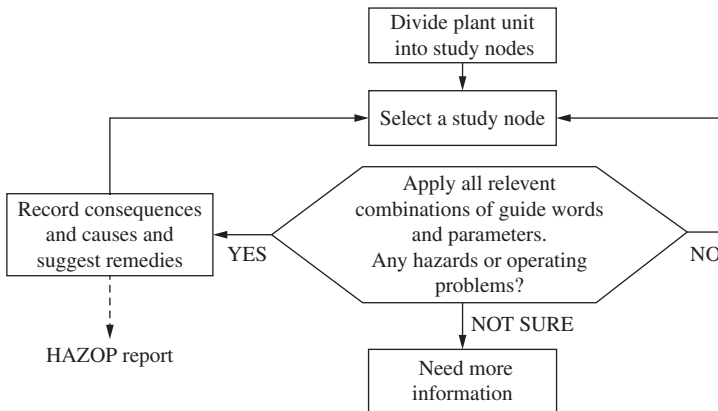 Divide plant unit
into study nodes
Select a study node
Apply all relevent
combinations of guide words
and parameters.
Any hazards or operating
problems?
Record consequences
and causes and
suggest remedies
YES
NO
NOT SURE
HAZOP report
Need more
information